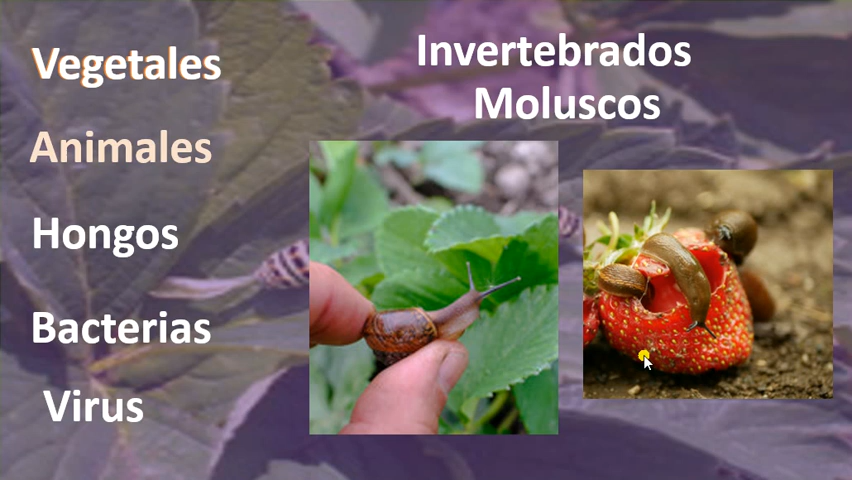 Vegetales
Animales
Hongos
Bacterias
Virus
Invertebrados
Moluscos